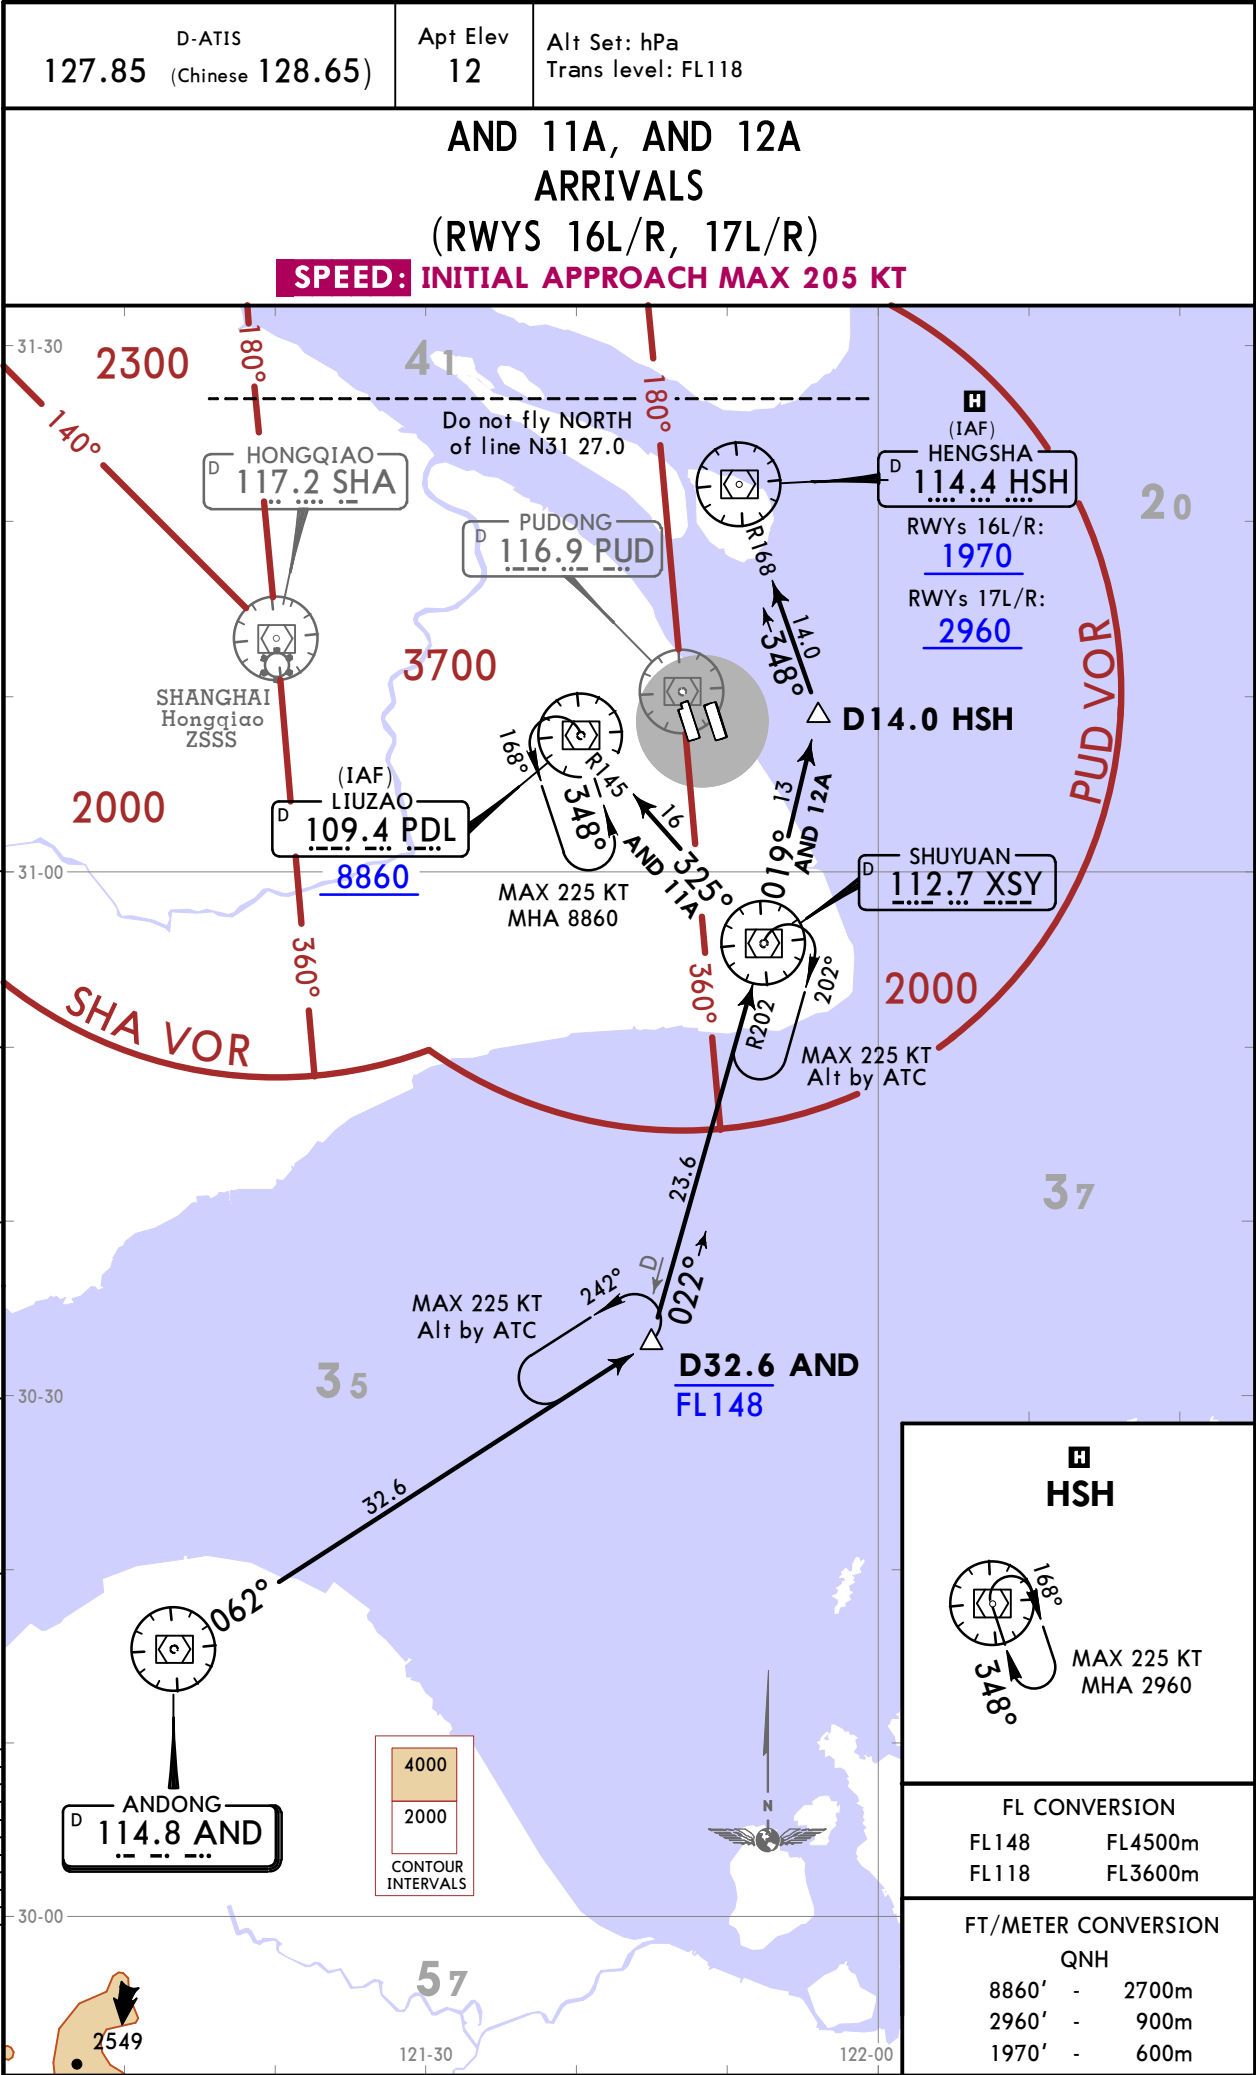 D-ATIS
127.85 (Chinese 128.65)
Apt Elev
12
Alt Set: hPa
Trans level: FL118
AND 11A, AND 12A
ARRIVALS
(RWYS 16L/R, 17L/R)
SPEED: INITIAL APPROACH MAX 205 KT
31-30
2300
180°
41
180°
140°
Do not fly NORTH
of line N31 27.0
H
(IAF)
HENGSHA
D 114.4 HSH
RWYs 16L/R:
1970
RWYs 17L/R:
2960
20
HONGQIAO
D 117.2 SHA
PUDONG
D 116.9 PUD
R168
14.0
348°
D14.0 HSH
PUD VOR
3700
SHANGHAI
Hongqiao
ZSSS
168°
R145
348°
16
325°
AND 11A
13
019°
AND 12A
2000
(IAF)
LIUZAO
D 109.4 PDL
8860
MAX 225 KT
MHA 8860
31-00
SHUYUAN
D 112.7 XSY
360°
360°
202°
R202
2000
SHA VOR
MAX 225 KT
Alt by ATC
23.6
37
D
022°
242°
MAX 225 KT
Alt by ATC
D32.6 AND
FL148
35
30-30
32.6
062°
H
HSH
168°
348°
MAX 225 KT
MHA 2960
ANDONG
D 114.8 AND
4000
2000
CONTOUR
INTERVALS
N
FL CONVERSION
FL148 FL4500m
FL118 FL3600m
30-00
FT/METER CONVERSION
QNH
8860' - 2700m
2960' - 900m
1970' - 600m
57
2549
121-30
122-00